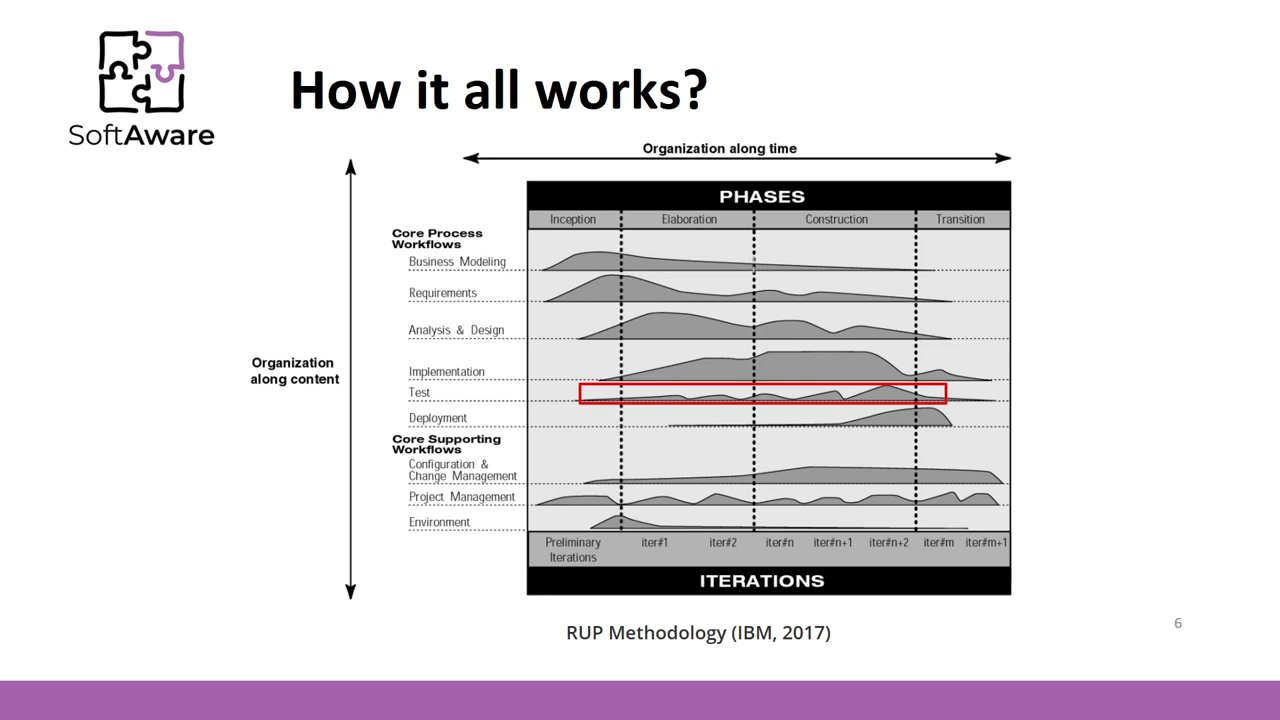 SoftAware
How it all works?
Organization along time
PHASES
Inception
Elaboration
Construction
Transition
Core Process
Workflows
Business Modeling
Requirements
Analysis & Design
Implementation
Test
Deployment
Organization
along content
Core Supporting
Workflows
Configuration &
Change Management
Project Management
Environment
Preliminary
Iterations
iter#1
iter#2
iter#n
iter#n+1
iter#n+2
iter#m
iter#m+1
ITERATIONS
RUP Methodology (IBM, 2017)
6